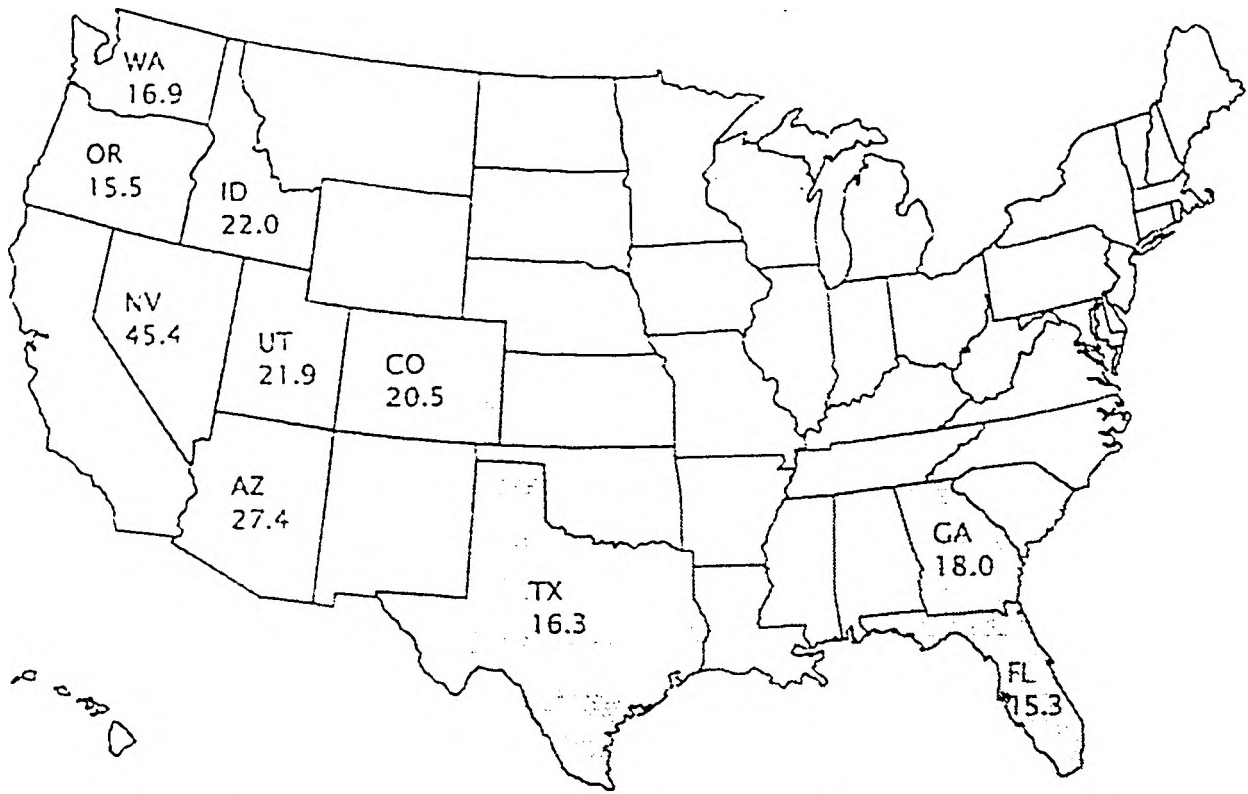 WA
16.9
OR
15.5
ID
22.0
NV
45.4
UT
21.9
CO
20.5
AZ
27.4
TX
16.3
GA
18.0
FL
15.3